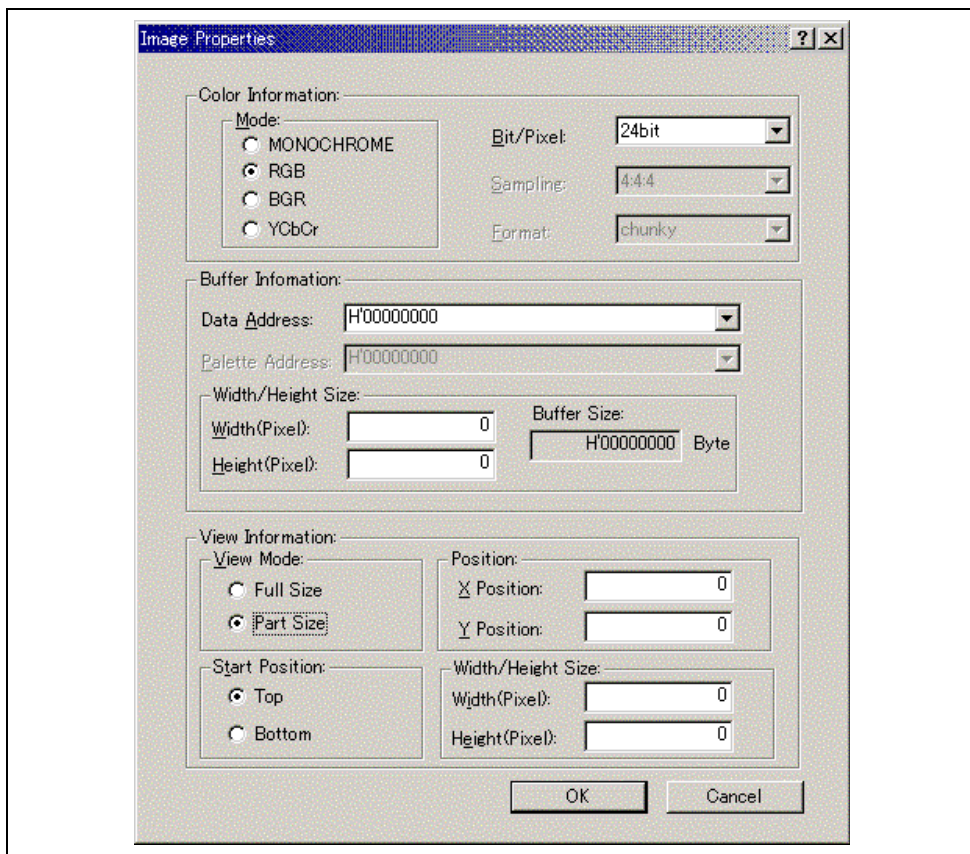 Image Properties
Color Information:
Mode:
MONOCHROME
RGB
BGR
YCbCr
Bit/Pixel: 24bit
Sampling: 4:4:4
Format: chunky
Buffer Infomation:
Data Address: H'00000000
Palette Address: H'00000000
Width/Height Size:
Width(Pixel): 0
Height(Pixel): 0
Buffer Size:
H'00000000 Byte
View Information:
View Mode:
Full Size
Part Size
Position:
X Position: 0
Y Position: 0
Start Position:
Top
Bottom
Width/Height Size:
Width(Pixel): 0
Height(Pixel): 0
OK Cancel